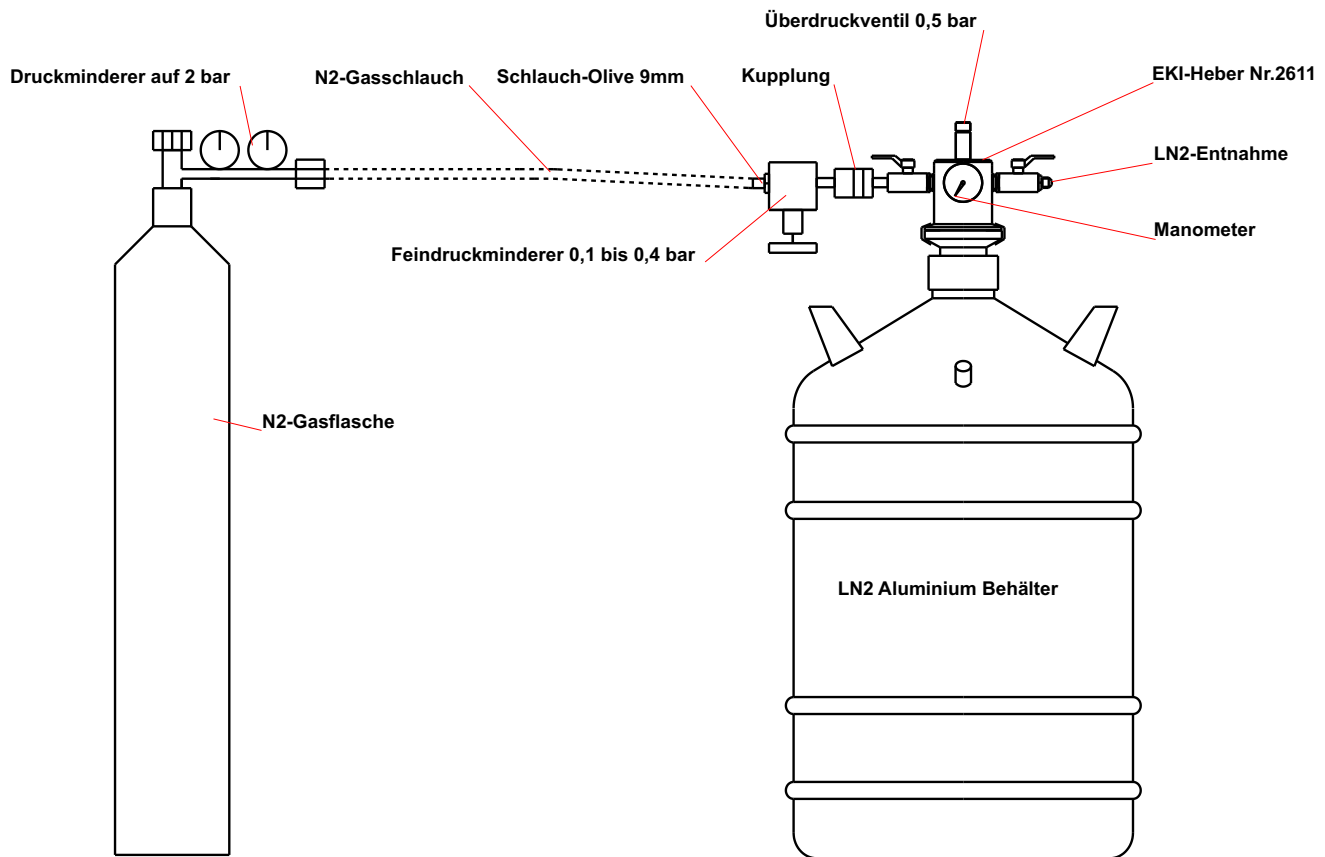 Überdruckventil 0,5 bar
Druckminderer auf 2 bar
N2-Gasschlauch
Schlauch-Olive 9mm
Kupplung
EKI-Heber Nr.2611
LN2-Entnahme
Manometer
Feindruckminderer 0,1 bis 0,4 bar
N2-Gasflasche
LN2 Aluminium Behälter